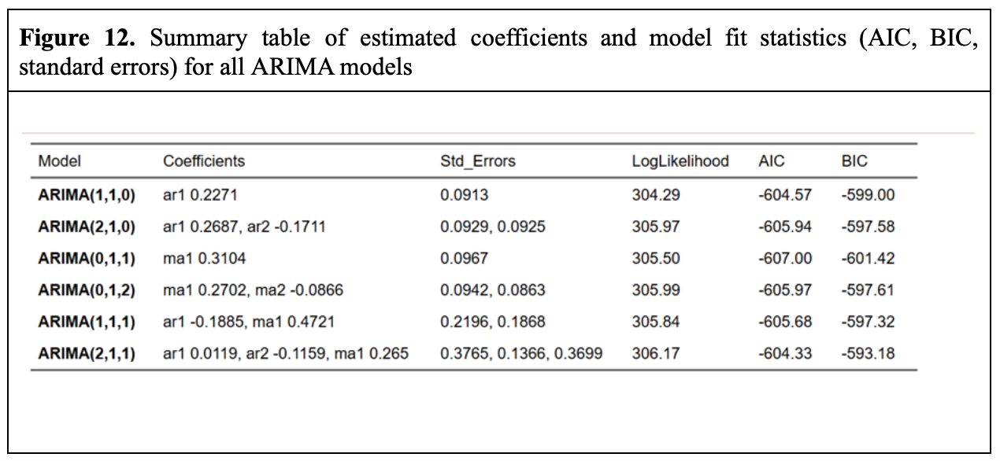 Figure 12. Summary table of estimated coefficients and model fit statistics (AIC, BIC,
standard errors) for all ARIMA models
Model Coefficients Std_Errors LogLikelihood AIC BIC
ARIMA(1,1,0) ar1 0.2271 0.0913 304.29 -604.57 -599.00
ARIMA(2,1,0) ar1 0.2687, ar2 -0.1711 0.0929, 0.0925 305.97 -605.94 -597.58
ARIMA(0,1,1) ma1 0.3104 0.0967 305.50 -607.00 -601.42
ARIMA(0,1,2) ma1 0.2702, ma2 -0.0866 0.0942, 0.0863 305.99 -605.97 -597.61
ARIMA(1,1,1) ar1 -0.1885, ma1 0.4721 0.2196, 0.1868 305.84 -605.68 -597.32
ARIMA(2,1,1) ar1 0.0119, ar2 -0.1159, ma1 0.265 0.3765, 0.1366, 0.3699 306.17 -604.33 -593.18